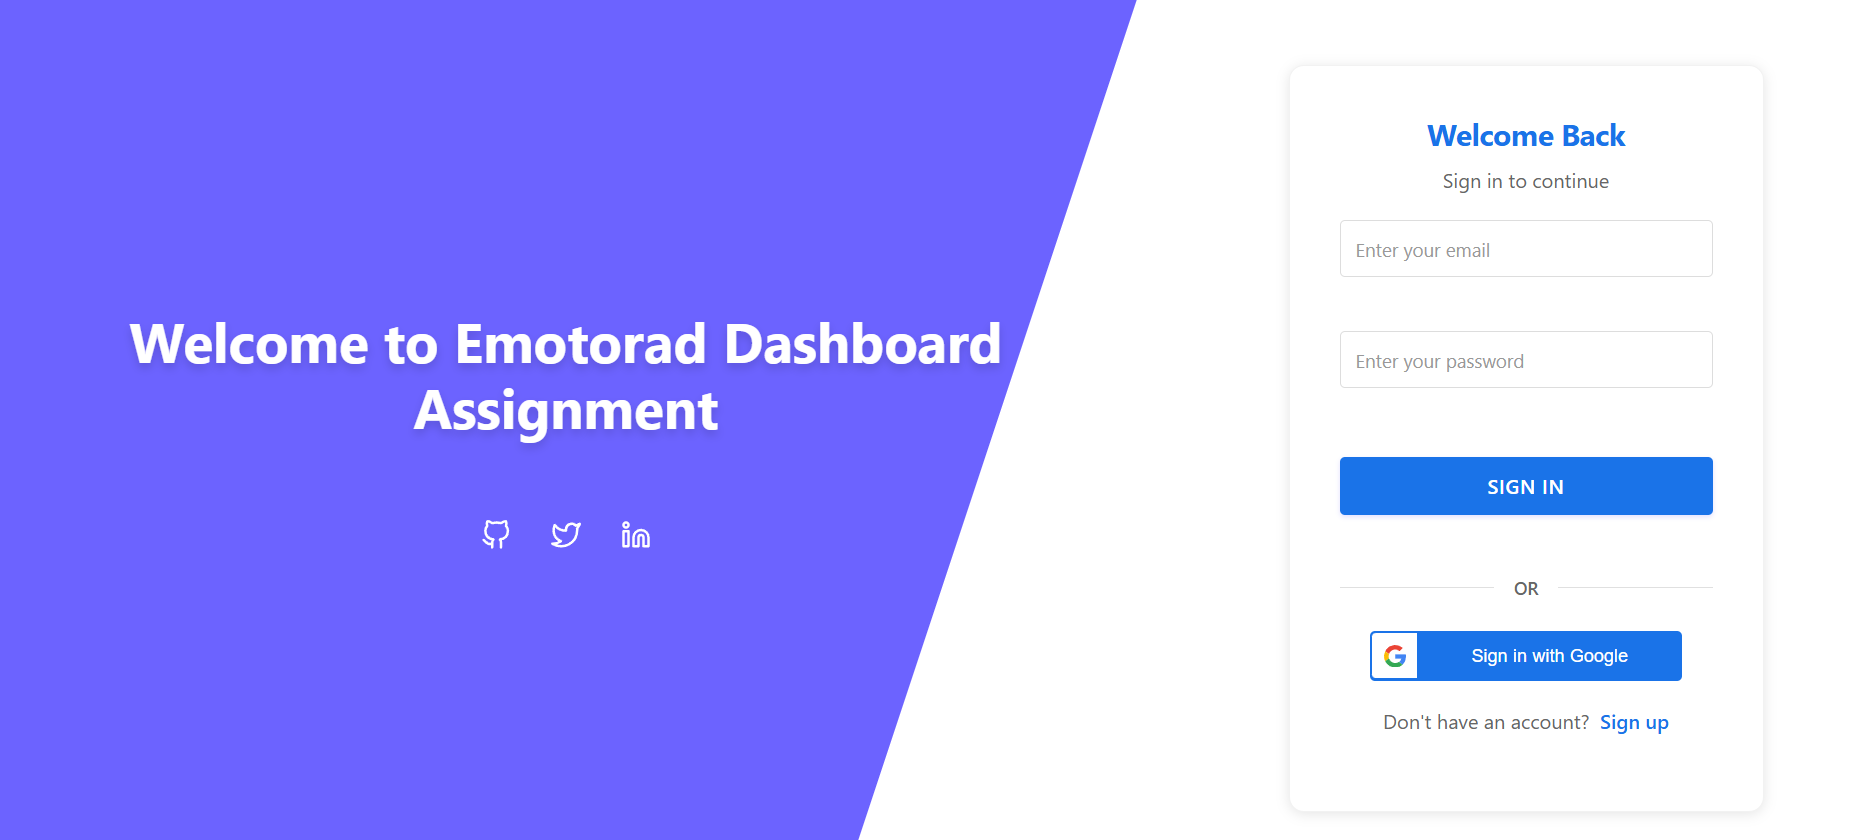 Welcome to Emotorad Dashboard
Assignment
Welcome Back
Sign in to continue
Enter your email
Enter your password
SIGN IN
OR
Sign in with Google
Don't have an account? Sign up